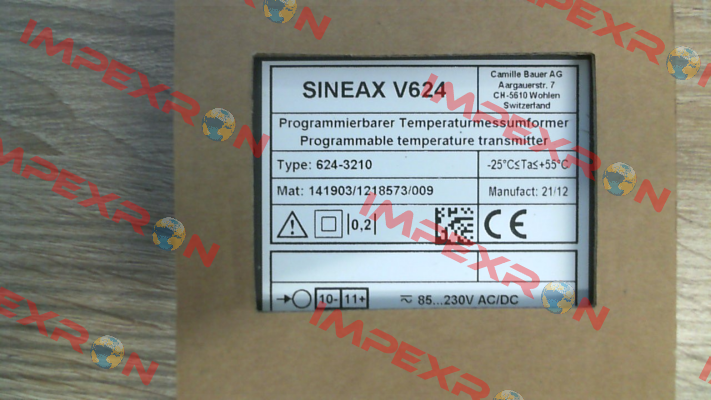 SINEAX V624
Camille Bauer AG
Aargauerstr. 7
CH-5610 Wohlen
Switzerland
Programmierbarer Temperaturmessumformer
Programmable temperature transmitter
Type: 624-3210
-25°C≤Ta≤+55°C
Mat: 141903/1218573/009
Manufact: 21/12
0,2
CE
10- 11+
85...230V AC/DC
IMPEXRON
IMPEXRON
IMPEXRON
IMPEXRON
IMPEXRON
IMPEXRON